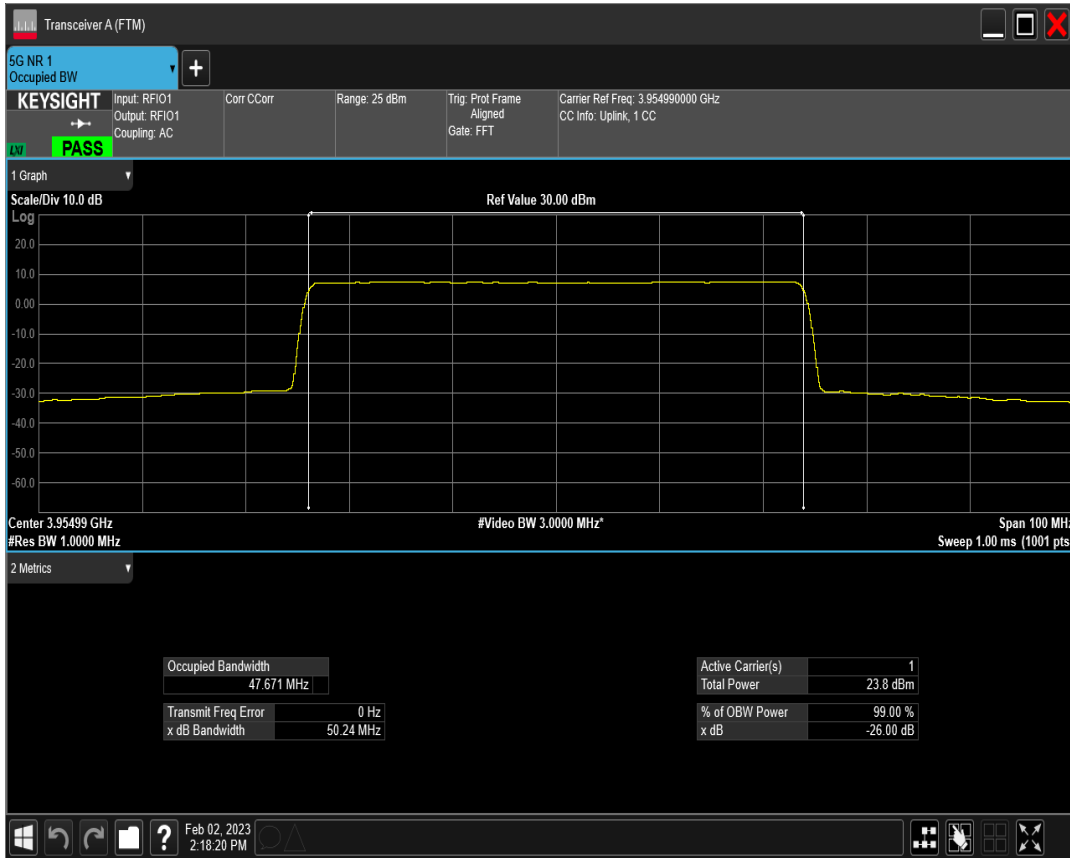 Transceiver A (FTM)
5G NR 1
Occupied BW
+
KEYSIGHT
LXI
PASS
Input: RFIO1
Output: RFIO1
Coupling: AC
Corr CCorr
Range: 25 dBm
Trig: Prot Frame
Aligned
Gate: FFT
Carrier Ref Freq: 3.954990000 GHz
CC Info: Uplink, 1 CC
1 Graph
Scale/Div 10.0 dB
Ref Value 30.00 dBm
Log
20.0
10.0
0.00
-10.0
-20.0
-30.0
-40.0
-50.0
-60.0
Center 3.95499 GHz
#Video BW 3.0000 MHz*
Span 100 MHz
#Res BW 1.0000 MHz
Sweep 1.00 ms (1001 pts
2 Metrics
Occupied Bandwidth
47.671 MHz
Transmit Freq Error 0 Hz
x dB Bandwidth 50.24 MHz
Active Carrier(s) 1
Total Power 23.8 dBm
% of OBW Power 99.00 %
x dB -26.00 dB
?
Feb 02, 2023
2:18:20 PM